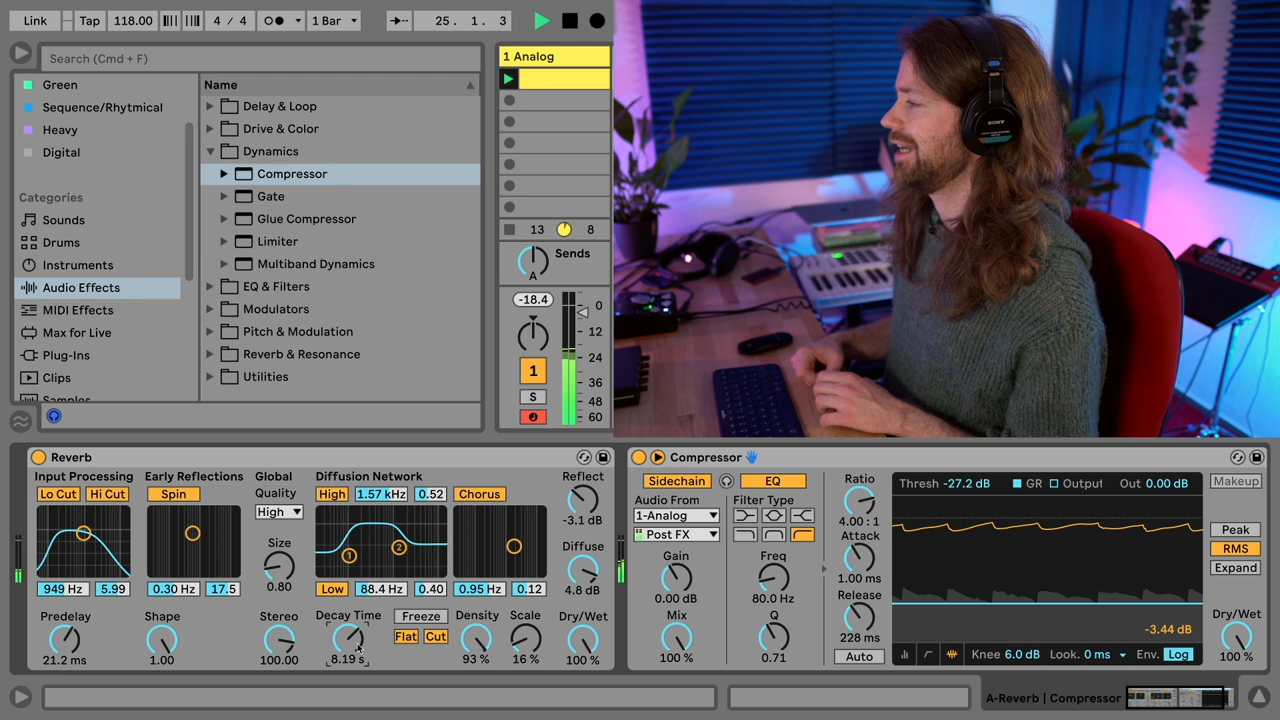 Link Tap 118.00 4 / 4 1 Bar 25. 1. 3
Search (Cmd + F)
Green
Sequence/Rhytmical
Heavy
Digital
Categories
Sounds
Drums
Instruments
Audio Effects
MIDI Effects
Max for Live
Plug-Ins
Clips
Samples
Name
Delay & Loop
Drive & Color
Dynamics
Compressor
Gate
Glue Compressor
Limiter
Multiband Dynamics
EQ & Filters
Modulators
Pitch & Modulation
Reverb & Resonance
Utilities
1 Analog
13 8
Sends
A
-18.4
0
12
24
36
48
60
1
S
SONY
Reverb
Input Processing
Lo Cut Hi Cut
949 Hz 5.99
Predelay
21.2 ms
Early Reflections
Spin
0.30 Hz 17.5
Shape
1.00
Global
Quality
High
Size
0.80
Stereo
100.00
Diffusion Network
High 1.57 kHz 0.52 Chorus
1 2
Low 88.4 Hz 0.40 0.95 Hz 0.12
Decay Time
8.19 s
Freeze
Flat Cut
Density
93 %
Scale
16 %
Reflect
-3.1 dB
Diffuse
4.8 dB
Dry/Wet
100 %
Compressor
Sidechain EQ
Audio From
1-Analog
Post FX
Gain
0.00 dB
Mix
100 %
Filter Type
Freq
80.0 Hz
Q
0.71
Ratio
4.00 : 1
Attack
1.00 ms
Release
228 ms
Auto
Thresh -27.2 dB GR Output Out 0.00 dB
-3.44 dB
Knee 6.0 dB Look. 0 ms Env. Log
Makeup
Peak
RMS
Expand
Dry/Wet
100 %
A-Reverb | Compressor